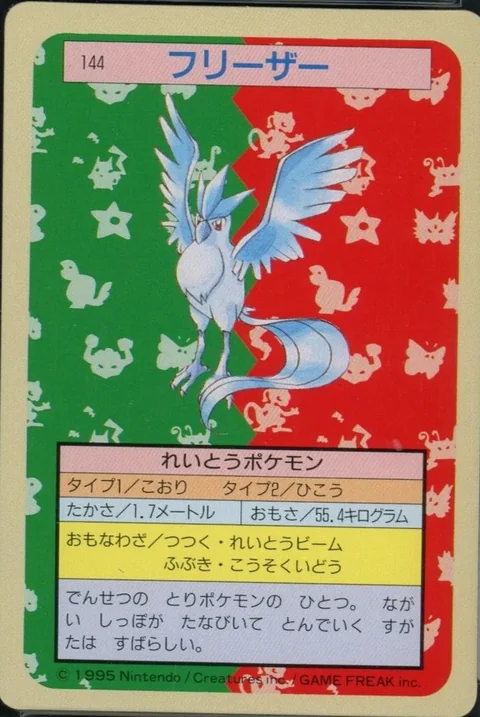 144 フリーザー
れいとうポケモン
タイプ1/こおり タイプ2/ひこう
たかさ/1.7メートル おもさ/55.4キログラム
おもなわざ/つつく・れいとうビーム
ふぶき・こうそくいどう
でんせつの とりポケモンの ひとつ。 なが
い しっぽが たなびいて とんでいく すが
たは すばらしい。
© 1995 Nintendo / Creatures inc. / GAME FREAK inc.